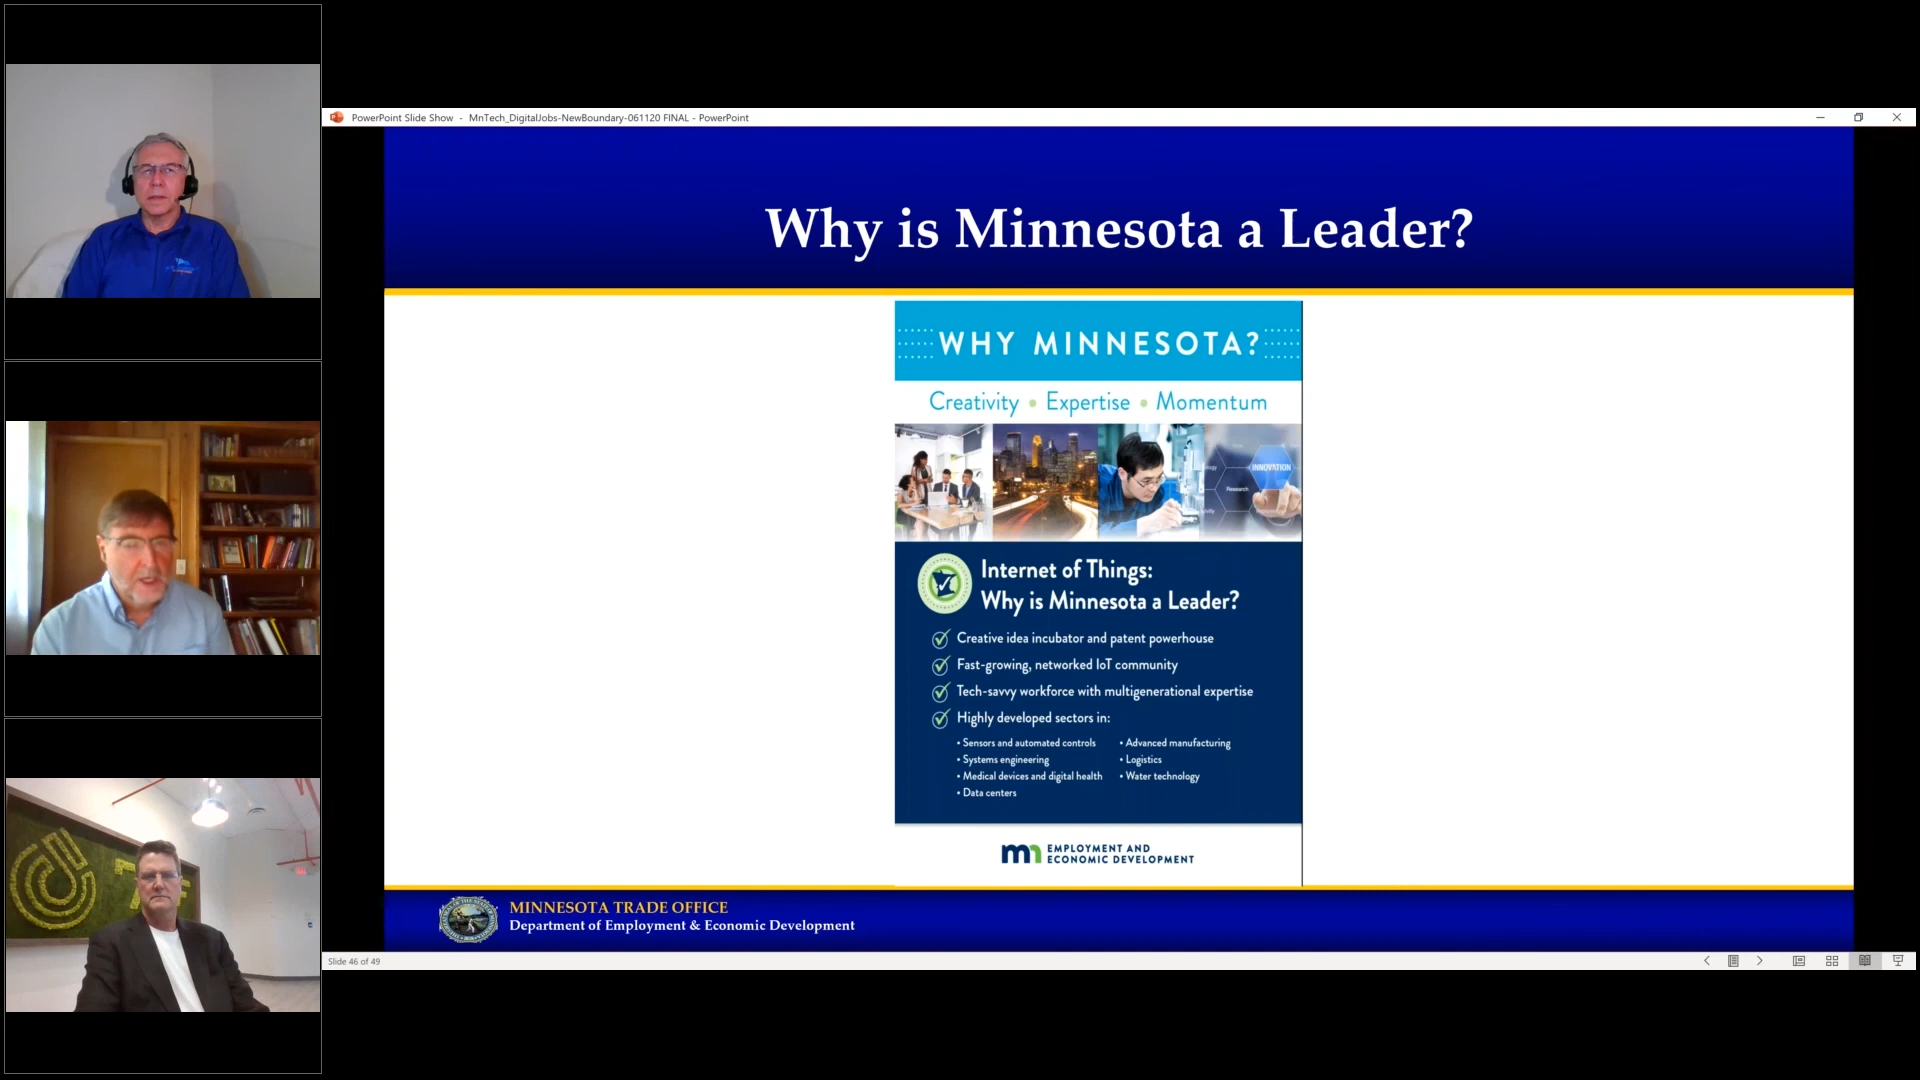 PowerPoint Slide Show - MnTech_DigitalJobs-NewBoundary-061120 FINAL - PowerPoint
Why is Minnesota a Leader?
WHY MINNESOTA?
Creativity • Expertise • Momentum
INNOVATION
Research
Internet of Things:
Why is Minnesota a Leader?
Creative idea incubator and patent powerhouse
Fast-growing, networked IoT community
Tech-savvy workforce with multigenerational expertise
Highly developed sectors in:
• Sensors and automated controls
• Systems engineering
• Medical devices and digital health
• Data centers
• Advanced manufacturing
• Logistics
• Water technology
mn EMPLOYMENT AND
ECONOMIC DEVELOPMENT
MINNESOTA TRADE OFFICE
Department of Employment & Economic Development
Slide 46 of 49